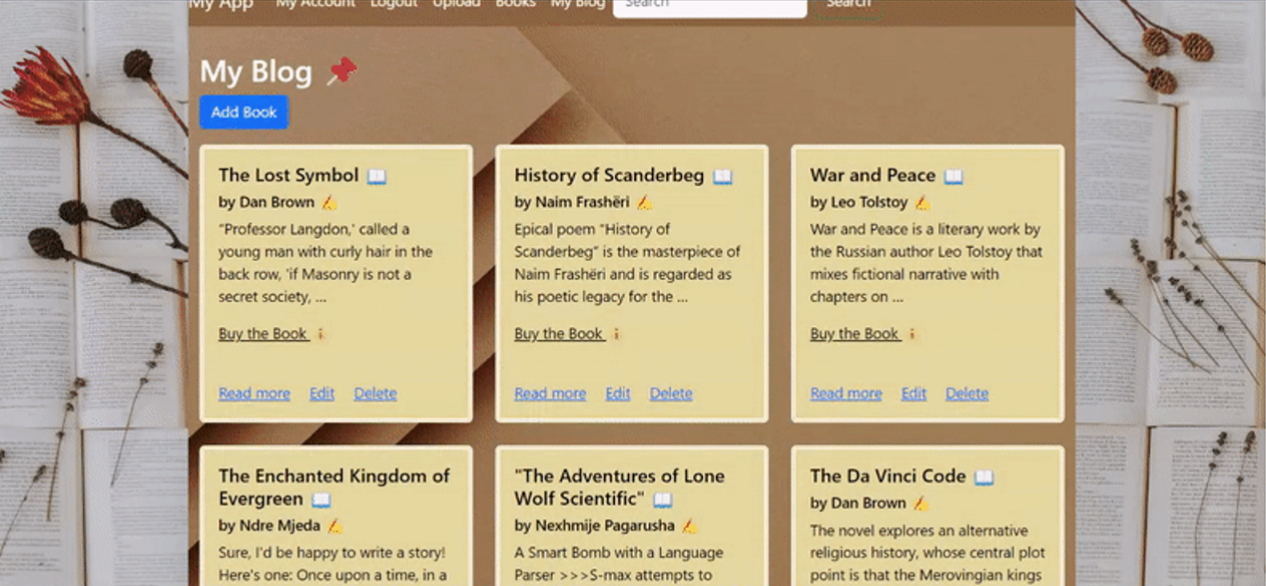 My App My Account Logout Upload Books My Blog Search Search
My Blog
Add Book
The Lost Symbol
by Dan Brown
"Professor Langdon,' called a
young man with curly hair in the
back row, 'if Masonry is not a
secret society, ...
Buy the Book
Read more Edit Delete
History of Scanderbeg
by Naim Frashëri
Epical poem "History of
Scanderbeg" is the masterpiece of
Naim Frashëri and is regarded as
his poetic legacy for the ...
Buy the Book
Read more Edit Delete
War and Peace
by Leo Tolstoy
War and Peace is a literary work by
the Russian author Leo Tolstoy that
mixes fictional narrative with
chapters on ...
Buy the Book
Read more Edit Delete
The Enchanted Kingdom of
Evergreen
by Ndre Mjeda
Sure, I'd be happy to write a story!
Here's one: Once upon a time, in a
"The Adventures of Lone
Wolf Scientific"
by Nexhmije Pagarusha
A Smart Bomb with a Language
Parser >>>S-max attempts to
The Da Vinci Code
by Dan Brown
The novel explores an alternative
religious history, whose central plot
point is that the Merovingian kings